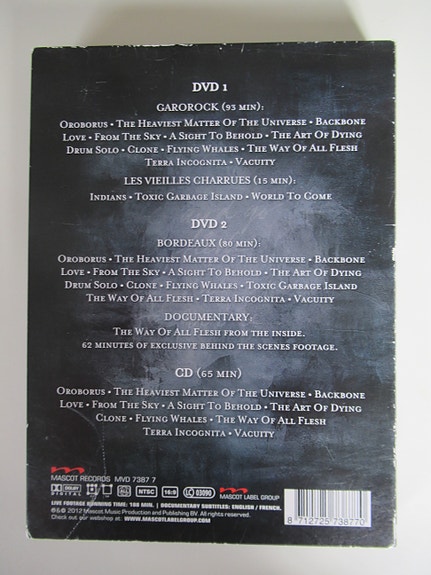 DVD 1
GAROROCK (93 MIN):
OROBORUS • THE HEAVIEST MATTER OF THE UNIVERSE • BACKBONE
LOVE • FROM THE SKY • A SIGHT TO BEHOLD • THE ART OF DYING
DRUM SOLO • CLONE • FLYING WHALES • THE WAY OF ALL FLESH
TERRA INCOGNITA • VACUITY
LES VIEILLES CHARRUES (15 MIN):
INDIANS • TOXIC GARBAGE ISLAND • WORLD TO COME
DVD 2
BORDEAUX (80 MIN):
OROBORUS • THE HEAVIEST MATTER OF THE UNIVERSE • BACKBONE
LOVE • FROM THE SKY • A SIGHT TO BEHOLD • THE ART OF DYING
DRUM SOLO • CLONE • FLYING WHALES • TOXIC GARBAGE ISLAND
THE WAY OF ALL FLESH • TERRA INCOGNITA • VACUITY
DOCUMENTARY:
THE WAY OF ALL FLESH FROM THE INSIDE.
62 MINUTES OF EXCLUSIVE BEHIND THE SCENES FOOTAGE.
CD (65 MIN)
OROBORUS • THE HEAVIEST MATTER OF THE UNIVERSE • BACKBONE
LOVE • FROM THE SKY • A SIGHT TO BEHOLD • THE ART OF DYING
CLONE • FLYING WHALES • THE WAY OF ALL FLESH
TERRA INCOGNITA • VACUITY
MASCOT RECORDS MVD 7387 7
DOLBY DIGITAL NTSC 16:9 LC 03090 MASCOT LABEL GROUP
LIVE FOOTAGE RUNNING TIME: 188 MIN. | DOCUMENTARY SUBTITLES: ENGLISH / FRENCH.
℗& © 2012 Mascot Music Production and Publishing BV. All rights reserved.
Check out our webshop at WWW.MASCOTLABELGROUP.COM
8 712725 738770